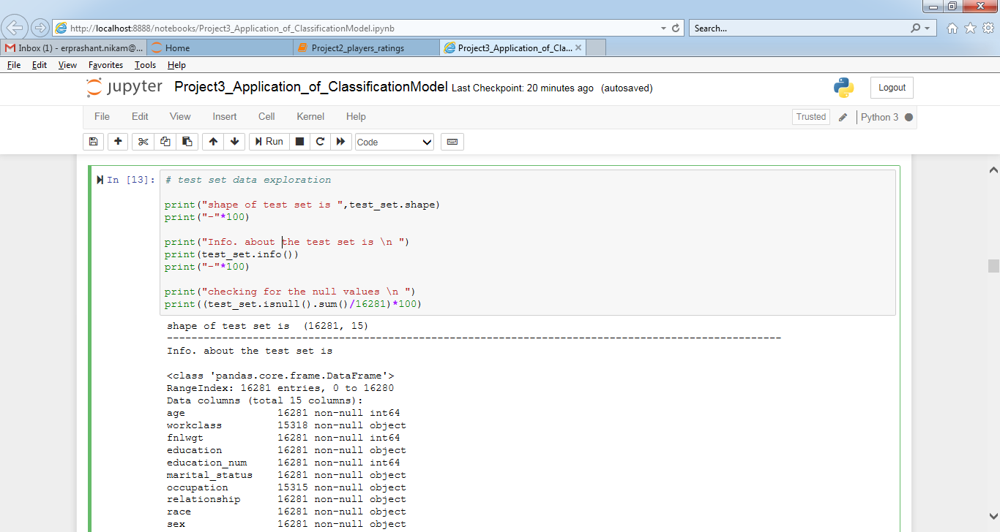 http://localhost:8888/notebooks/Project3_Application_of_ClassificationModel.ipynb
Search...
Inbox (1) - erprashant.nikam@...
Home
Project2_players_ratings
Project3_Application_of_Cla...
File Edit View Favorites Tools Help
jupyter Project3_Application_of_ClassificationModel Last Checkpoint: 20 minutes ago (autosaved)
Logout
File Edit View Insert Cell Kernel Help
Trusted
Python 3
Run
Code
In [13]:
# test set data exploration
print("shape of test set is ",test_set.shape)
print("-"*100)
print("Info. about the test set is \n ")
print(test_set.info())
print("-"*100)
print("checking for the null values \n ")
print((test_set.isnull().sum()/16281)*100)
shape of test set is  (16281, 15)
----------------------------------------------------------------------------------------------------
Info. about the test set is
<class 'pandas.core.frame.DataFrame'>
RangeIndex: 16281 entries, 0 to 16280
Data columns (total 15 columns):
age               16281 non-null int64
workclass         15318 non-null object
fnlwgt            16281 non-null int64
education         16281 non-null object
education_num     16281 non-null int64
marital_status    16281 non-null object
occupation        15315 non-null object
relationship      16281 non-null object
race              16281 non-null object
sex               16281 non-null object